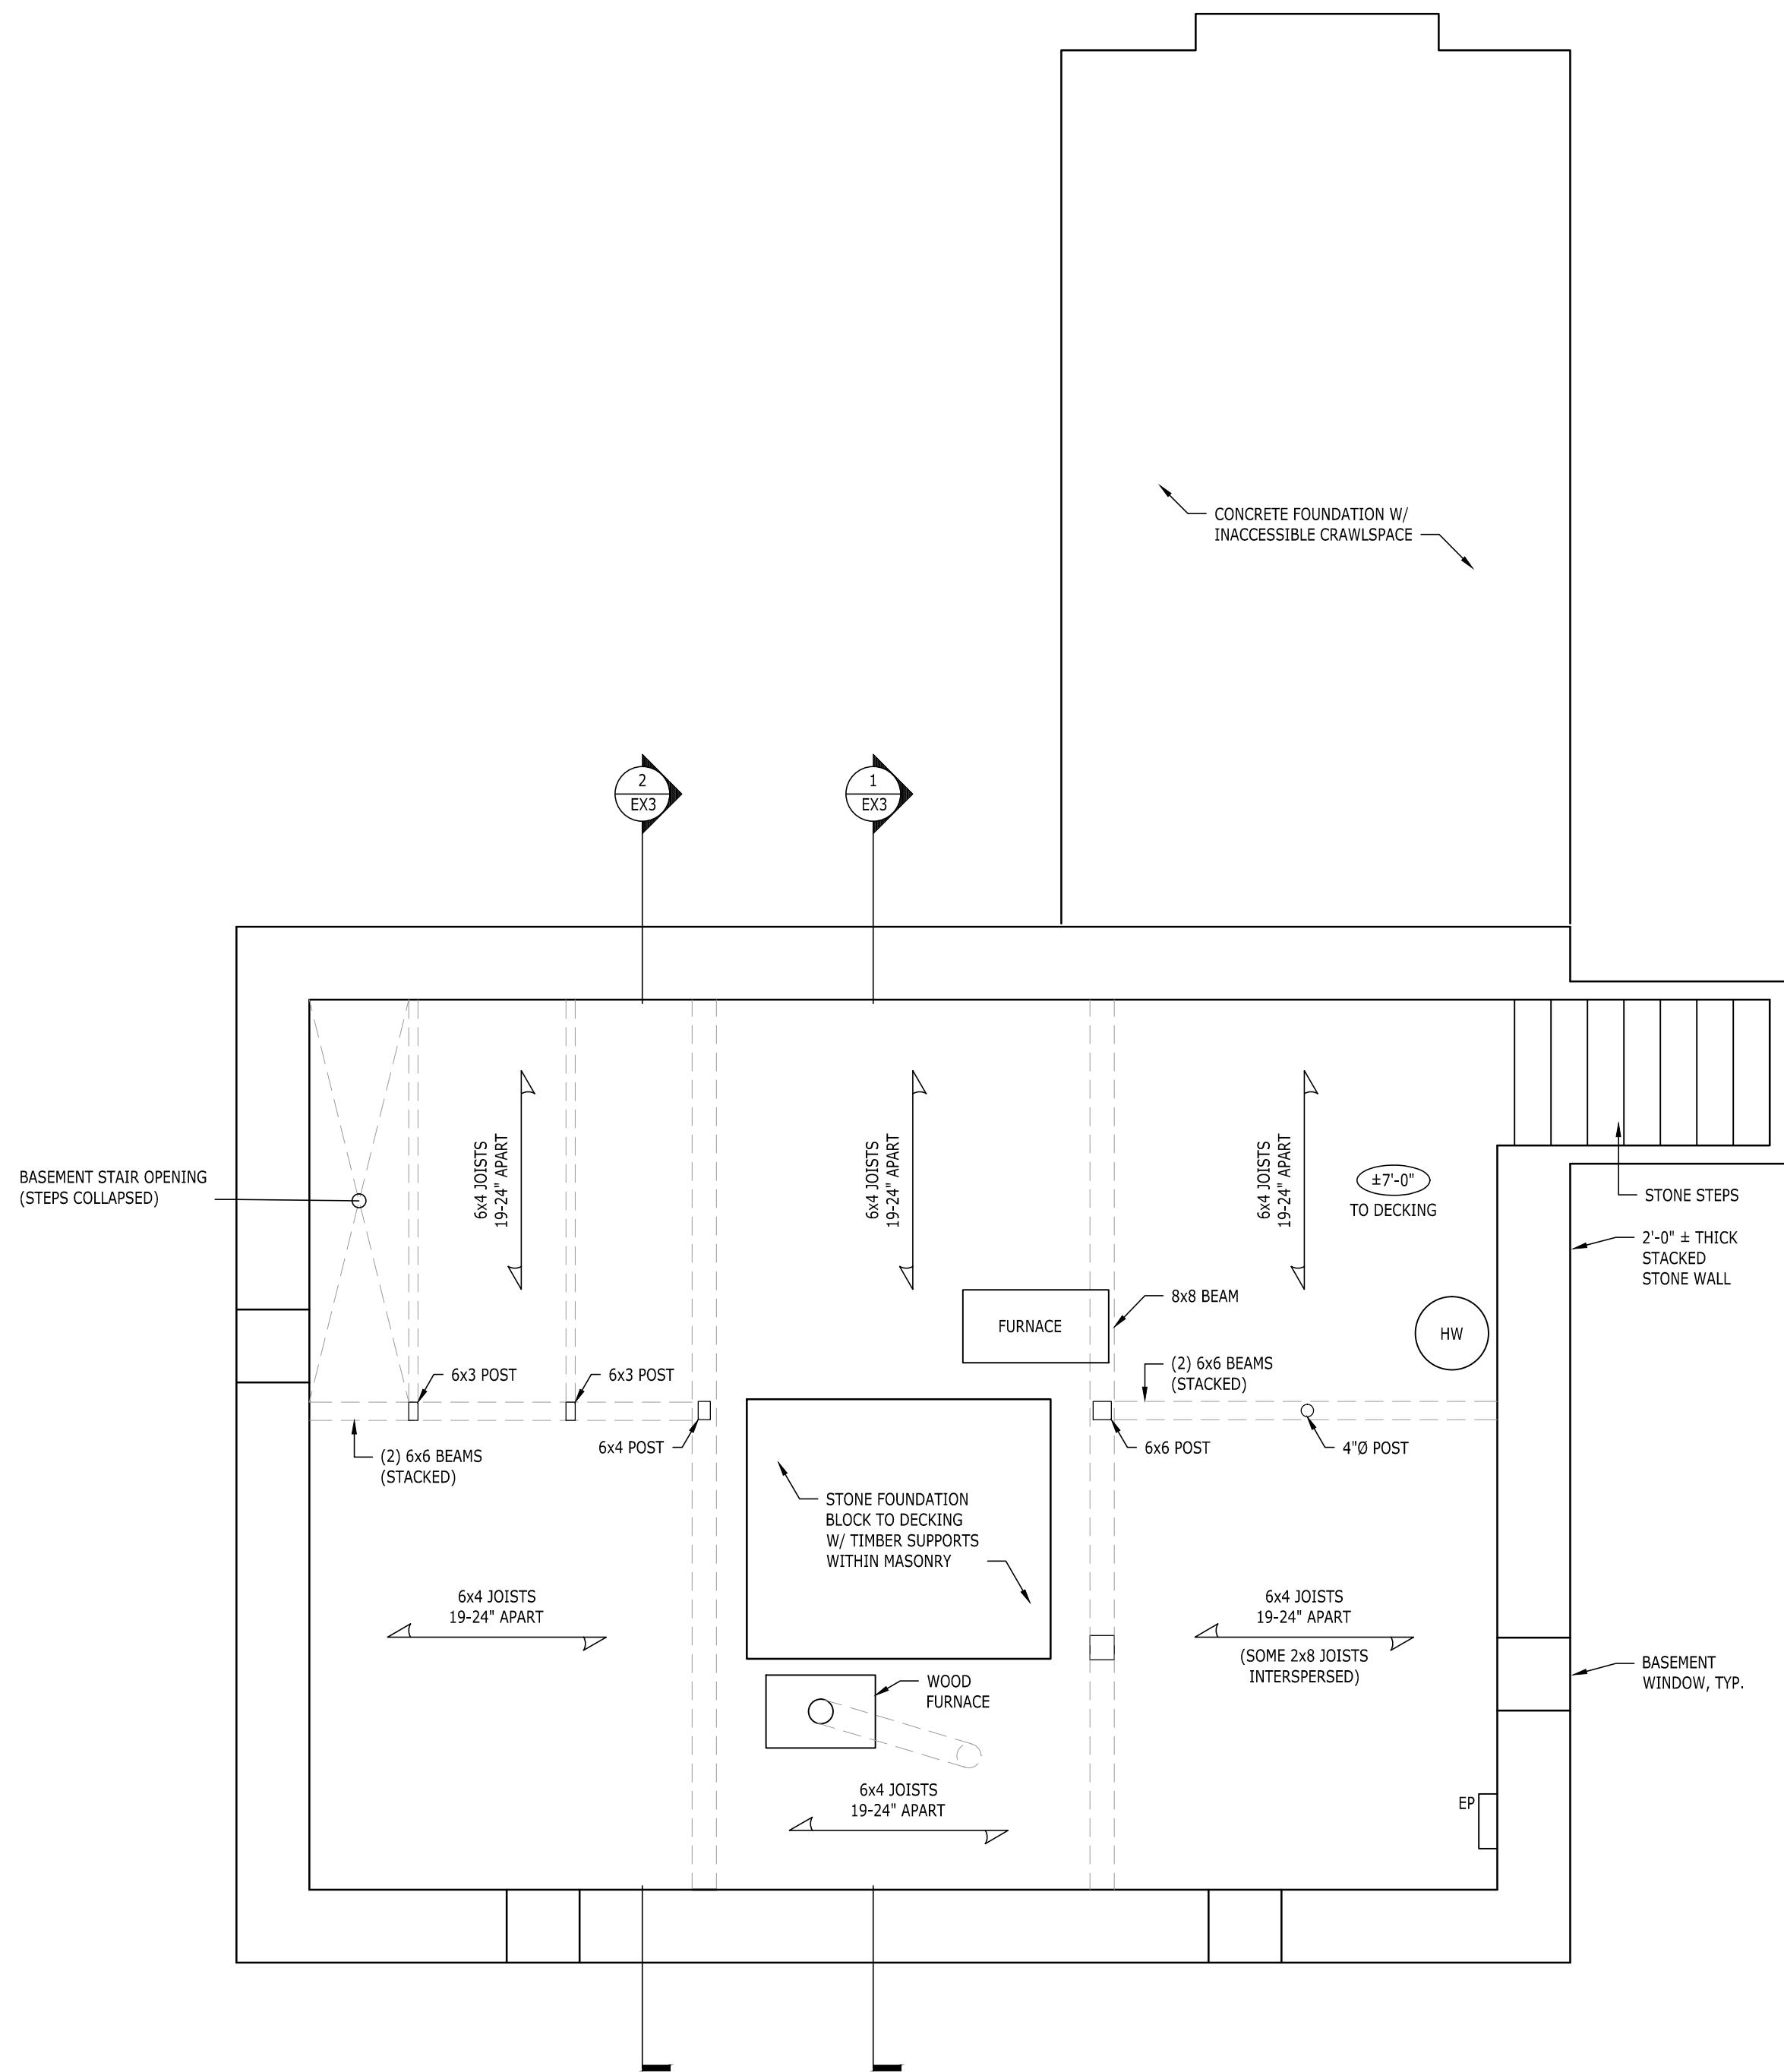 CONCRETE FOUNDATION W/
INACCESSIBLE CRAWLSPACE
2
EX3
1
EX3
6x4 JOISTS
19-24" APART
6x4 JOISTS
19-24" APART
6x4 JOISTS
19-24" APART
±7'-0"
TO DECKING
BASEMENT STAIR OPENING
(STEPS COLLAPSED)
STONE STEPS
2'-0" ± THICK
STACKED
STONE WALL
8x8 BEAM
FURNACE
HW
(2) 6x6 BEAMS
(STACKED)
6x3 POST
6x3 POST
6x4 POST
6x6 POST
4"Ø POST
(2) 6x6 BEAMS
(STACKED)
STONE FOUNDATION
BLOCK TO DECKING
W/ TIMBER SUPPORTS
WITHIN MASONRY
6x4 JOISTS
19-24" APART
6x4 JOISTS
19-24" APART
(SOME 2x8 JOISTS
INTERSPERSED)
BASEMENT
WINDOW, TYP.
WOOD
FURNACE
6x4 JOISTS
19-24" APART
EP